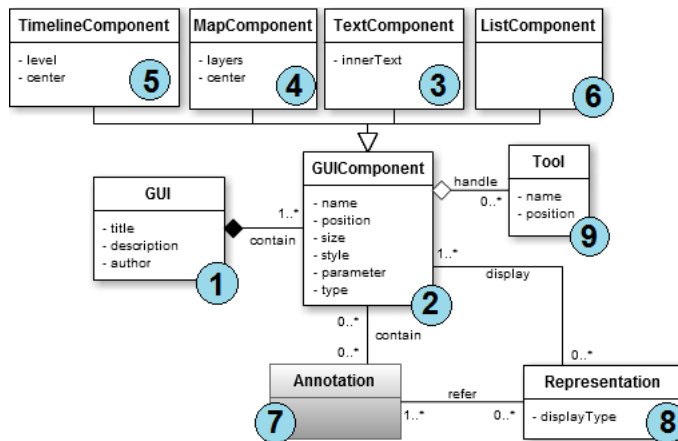 TimelineComponent
- level
- center
5
MapComponent
- layers
- center
4
TextComponent
- innerText
3
ListComponent
6
GUI
- title
- description
- author
1
1..*
contain
GUIComponent
- name
- position
- size
- style
- parameter
- type
2
handle
0..*
Tool
- name
- position
9
1..*
display
0..*
0..*
contain
0..*
Annotation
7
refer
1..*
0..*
Representation
- displayType
8